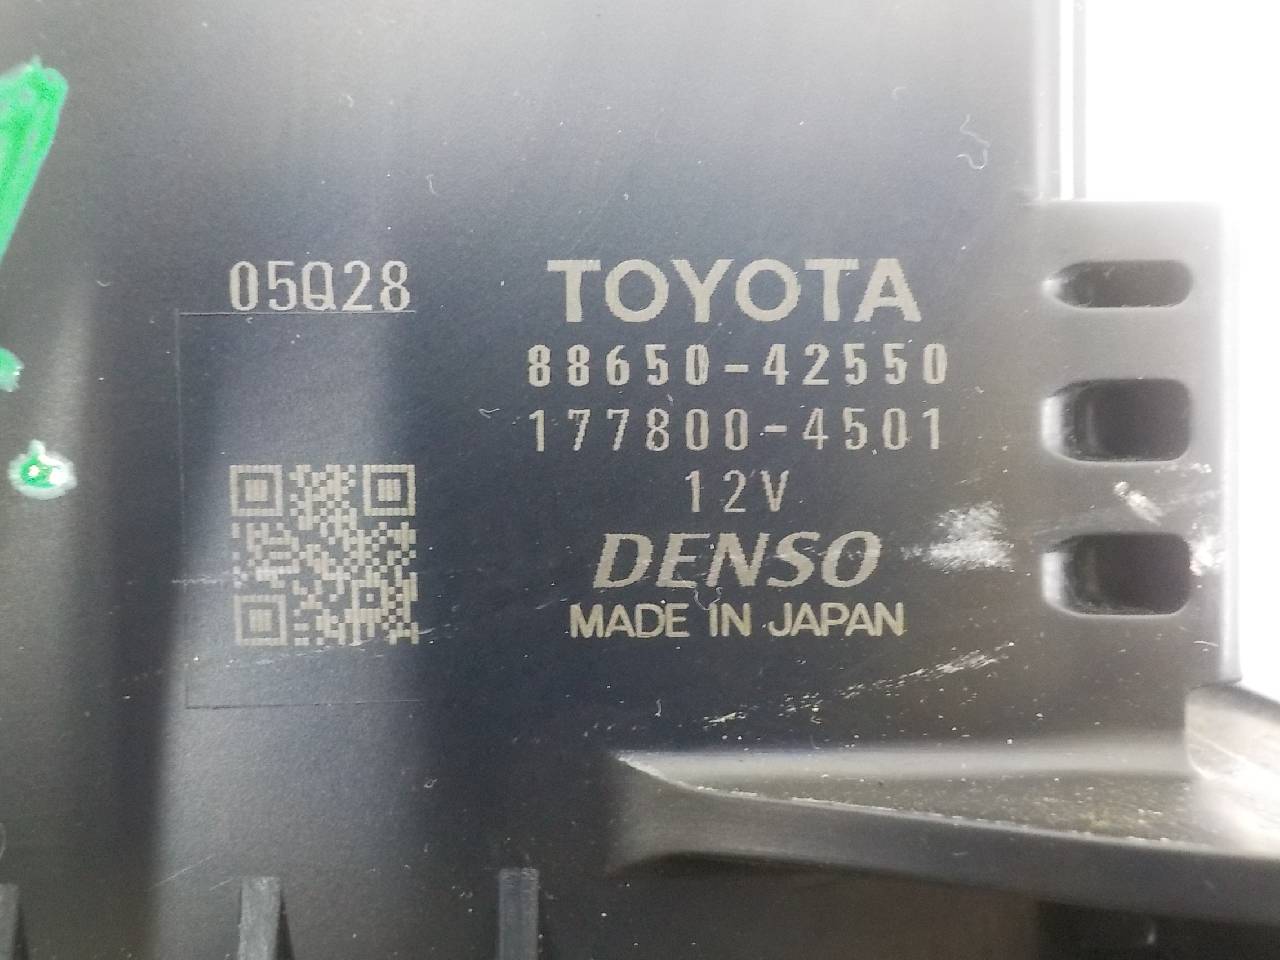 05Q28
TOYOTA
88650-42550
177800-4501
12V
DENSO
MADE IN JAPAN